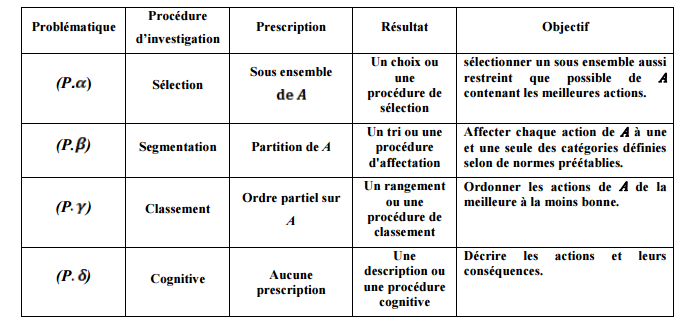 Problématique
Procédure
d'investigation
Prescription
Résultat
Objectif
(P.α)
Sélection
Sous ensemble
de A
Un choix ou
une
procédure de
sélection
sélectionner un sous ensemble aussi
restreint que possible de A
contenant les meilleures actions.
(P.β)
Segmentation
Partition de A
Un tri ou une
procédure
d'affectation
Affecter chaque action de A à une
et une seule des catégories définies
selon de normes préétablies.
(P.γ)
Classement
Ordre partiel sur
A
Un rangement
ou une
procédure de
classement
Ordonner les actions de A de la
meilleure à la moins bonne.
(P.δ)
Cognitive
Aucune
prescription
Une
description ou
une procédure
cognitive
Décrire les actions et leurs
conséquences.